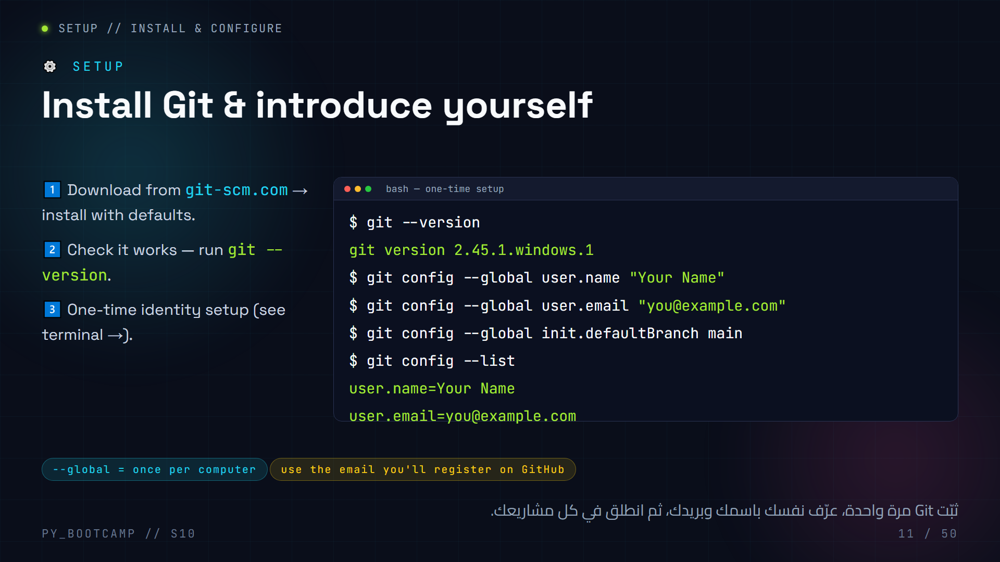 SETUP // INSTALL & CONFIGURE
⚙ SETUP
Install Git & introduce yourself
1 Download from git-scm.com →
install with defaults.
2 Check it works — run git --
version.
3 One-time identity setup (see
terminal →).
bash — one-time setup
$ git --version
git version 2.45.1.windows.1
$ git config --global user.name "Your Name"
$ git config --global user.email "you@example.com"
$ git config --global init.defaultBranch main
$ git config --list
user.name=Your Name
user.email=you@example.com
--global = once per computer
use the email you'll register on GitHub
ثبّت Git مرة واحدة، عرّف نفسك باسمك وبريدك، ثم انطلق في كل مشاريعك.
PY_BOOTCAMP // S10
11 / 50